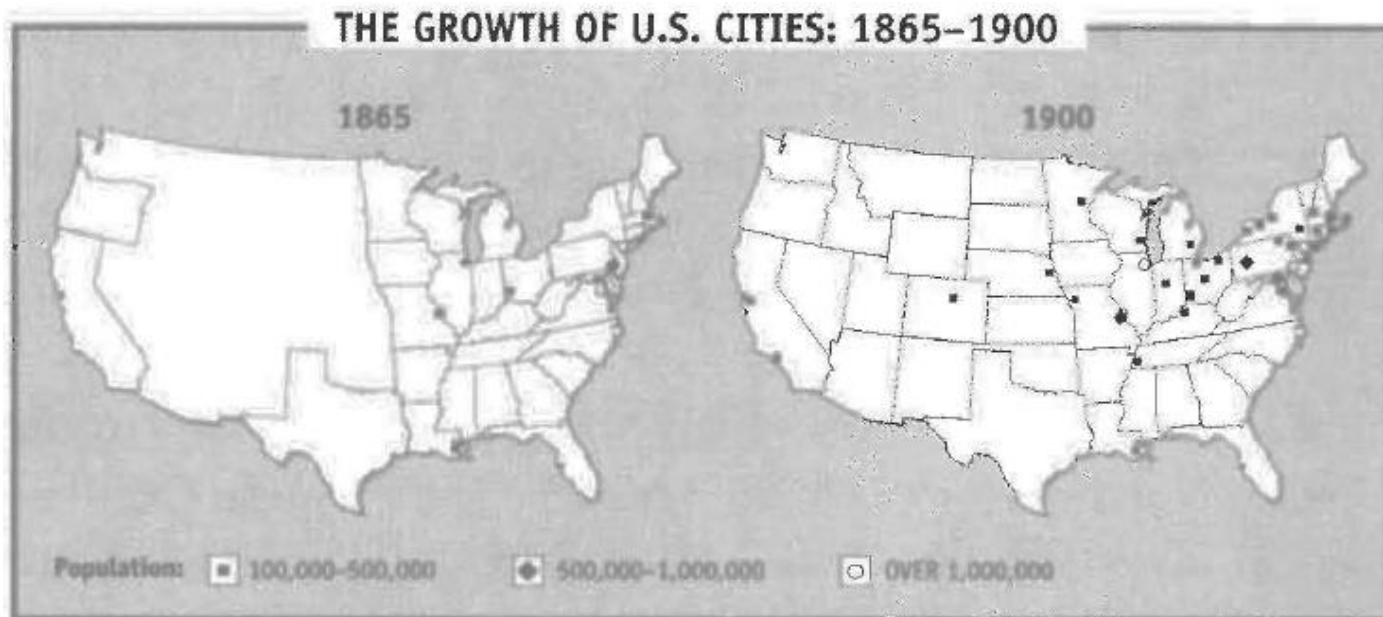 THE GROWTH OF U.S. CITIES: 1865–1900
1865
1900
Population: 100,000–500,000 500,000–1,000,000 OVER 1,000,000